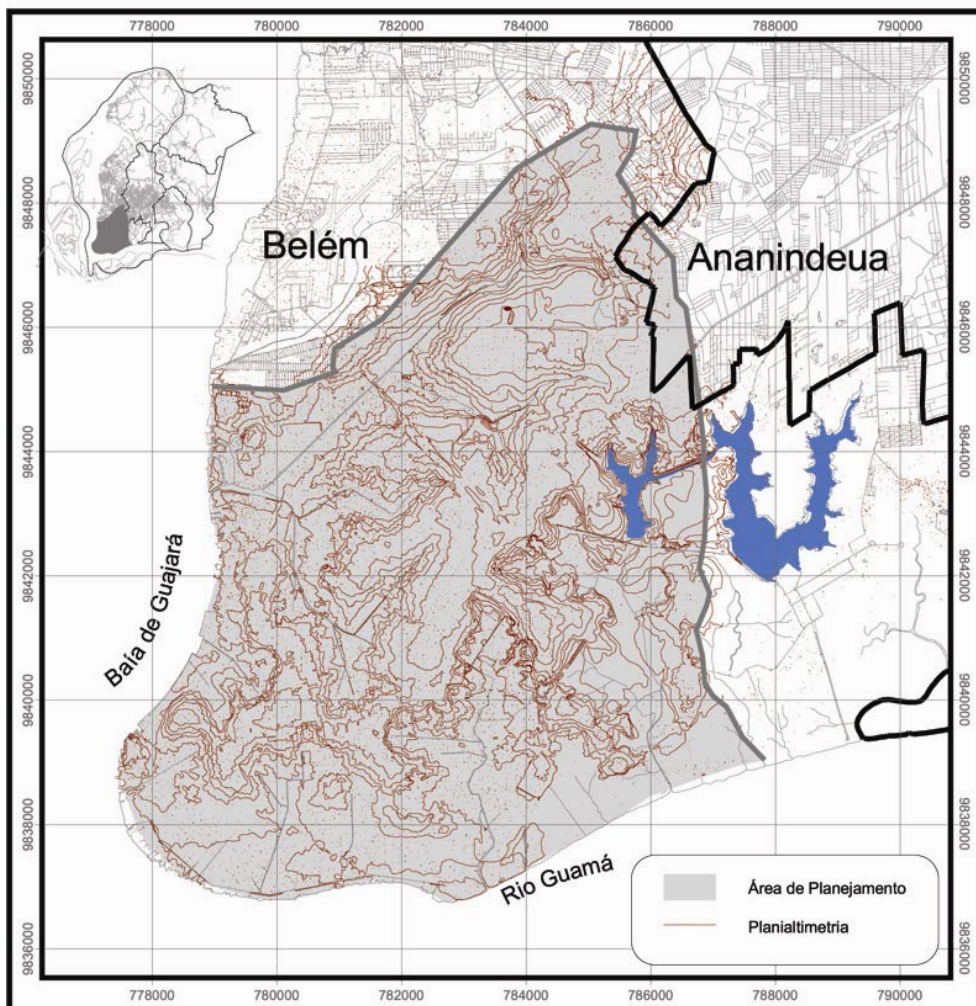 778000 780000 782000 784000 786000 788000 790000
9850000
9850000
9848000
9848000
Belém
Ananindeua
9846000
9846000
9844000
9844000
9842000
9842000
Baía de Guajará
9840000
9840000
9838000
9838000
Rio Guamá
Área de Planejamento
Planialtimetria
9836000
9836000
778000 780000 782000 784000 786000 788000 790000